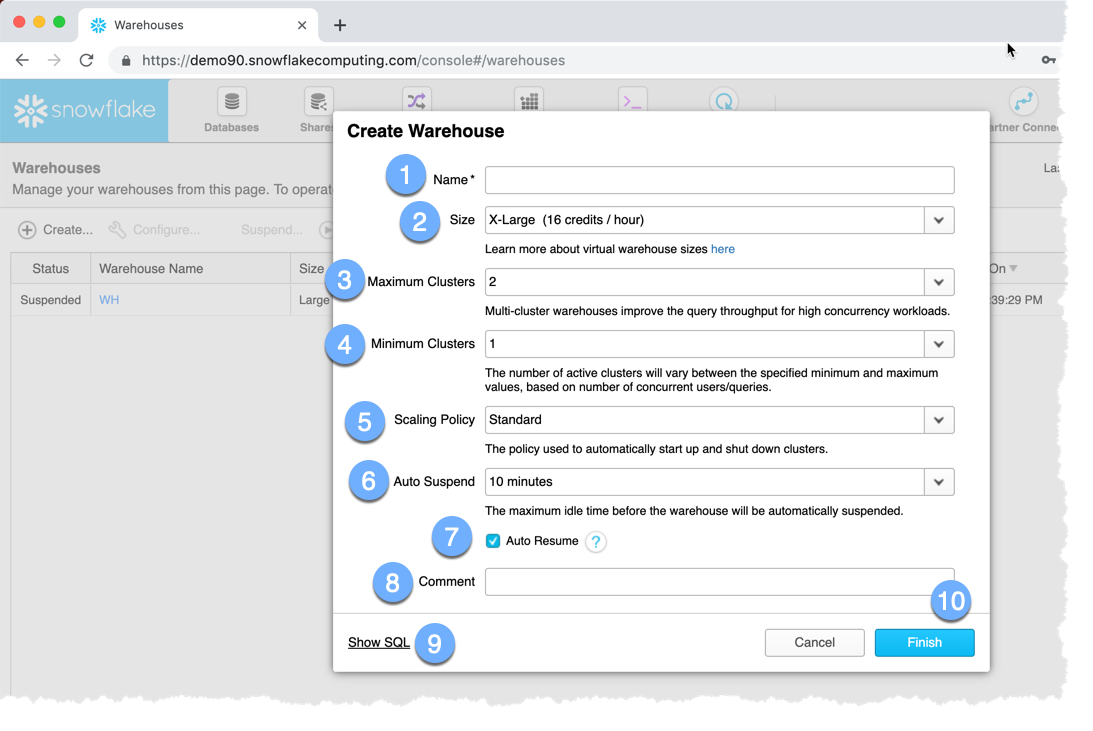 Warehouses
https://demo90.snowflakecomputing.com/console#/warehouses
snowflake
Databases
Shares
artner Conne
Create Warehouse
Warehouses
Manage your warehouses from this page. To operat
La
1 Name *
2 Size X-Large (16 credits / hour)
Learn more about virtual warehouse sizes here
Create... Configure... Suspend...
Status Warehouse Name Size On
Suspended WH Large :39:29 PM
3 Maximum Clusters 2
Multi-cluster warehouses improve the query throughput for high concurrency workloads.
4 Minimum Clusters 1
The number of active clusters will vary between the specified minimum and maximum
values, based on number of concurrent users/queries.
5 Scaling Policy Standard
The policy used to automatically start up and shut down clusters.
6 Auto Suspend 10 minutes
The maximum idle time before the warehouse will be automatically suspended.
7 Auto Resume ?
8 Comment
Show SQL 9 Cancel Finish 10